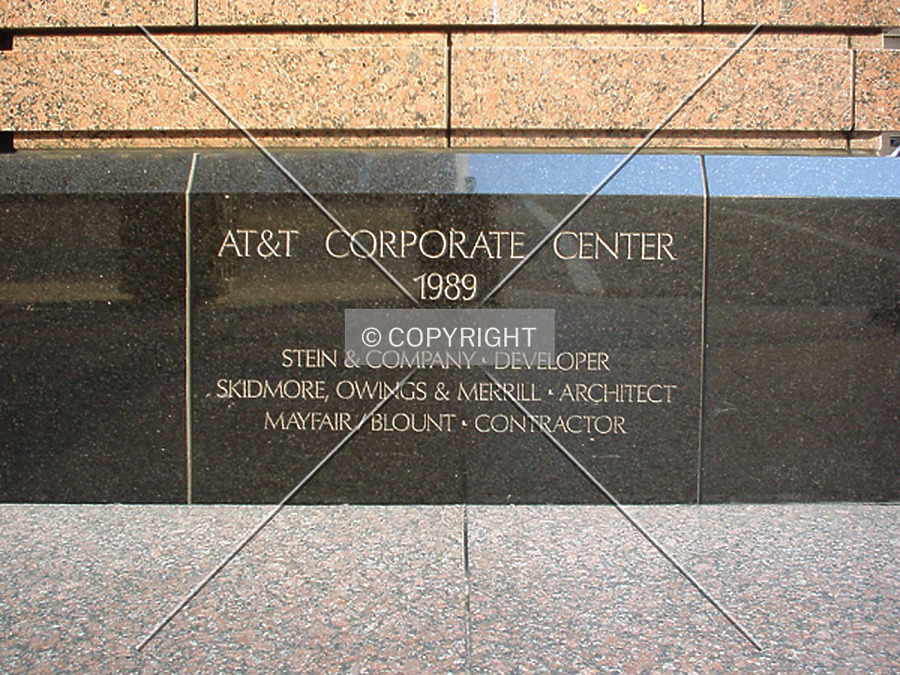 AT&T CORPORATE CENTER
1989
© COPYRIGHT
STEIN & COMPANY · DEVELOPER
SKIDMORE, OWINGS & MERRILL · ARCHITECT
MAYFAIR/BLOUNT · CONTRACTOR